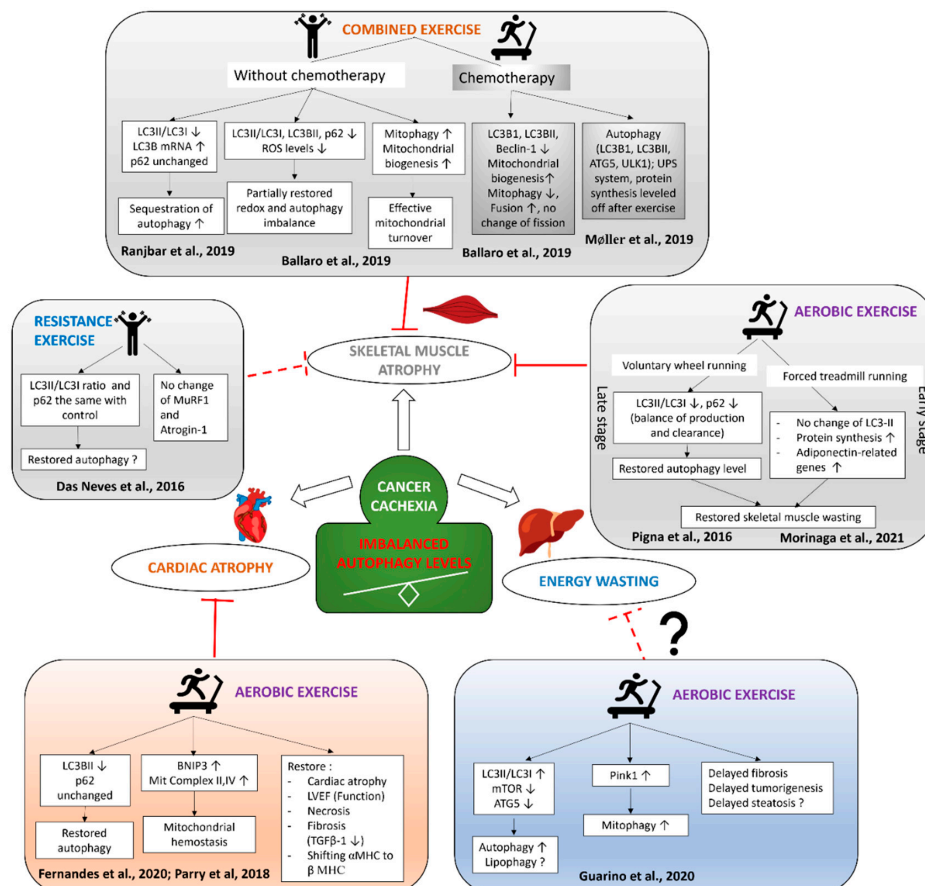 COMBINED EXERCISE
Without chemotherapy
Chemotherapy
LC3II/LC3I ↓
LC3B mRNA ↑
p62 unchanged
Sequestration of
autophagy ↑
Ranjbar et al., 2019
LC3II/LC3I, LC3BII, p62 ↓
ROS levels ↓
Partially restored
redox and autophagy
imbalance
Mitophagy ↑
Mitochondrial
biogenesis ↑
Effective
mitochondrial
turnover
Ballaro et al., 2019
LC3B1, LC3BII,
Beclin-1 ↓
Mitochondrial
biogenesis↑
Mitophagy ↓,
Fusion ↑, no
change of fission
Ballaro et al., 2019
Autophagy
(LC3B1, LC3BII,
ATG5, ULK1); UPS
system, protein
synthesis leveled
off after exercise
Møller et al., 2019
RESISTANCE
EXERCISE
LC3II/LC3I ratio and
p62 the same with
control
Restored autophagy ?
No change
of MuRF1
and
Atrogin-1
Das Neves et al., 2016
SKELETAL MUSCLE
ATROPHY
AEROBIC EXERCISE
Voluntary wheel running
Forced treadmill running
Late stage
Early stage
LC3II/LC3I ↓, p62 ↓
(balance of production
and clearance)
Restored autophagy level
- No change of LC3-II
- Protein synthesis ↑
- Adiponectin-related
genes ↑
Restored skeletal muscle wasting
Pigna et al., 2016
Morinaga et al., 2021
CANCER
CACHEXIA
IMBALANCED
AUTOPHAGY LEVELS
CARDIAC ATROPHY
ENERGY WASTING
?
AEROBIC EXERCISE
LC3BII ↓
p62
unchanged
Restored
autophagy
BNIP3 ↑
Mit Complex II,IV ↑
Mitochondrial
hemostasis
Restore :
- Cardiac atrophy
- LVEF (Function)
- Necrosis
- Fibrosis
(TGFβ-1 ↓)
- Shifting αMHC to
β MHC
Fernandes et al., 2020; Parry et al, 2018
AEROBIC EXERCISE
LC3II/LC3I ↑
mTOR ↓
ATG5 ↓
Autophagy ↑
Lipophagy ?
Pink1 ↑
Mitophagy ↑
Delayed fibrosis
Delayed tumorigenesis
Delayed steatosis ?
Guarino et al., 2020